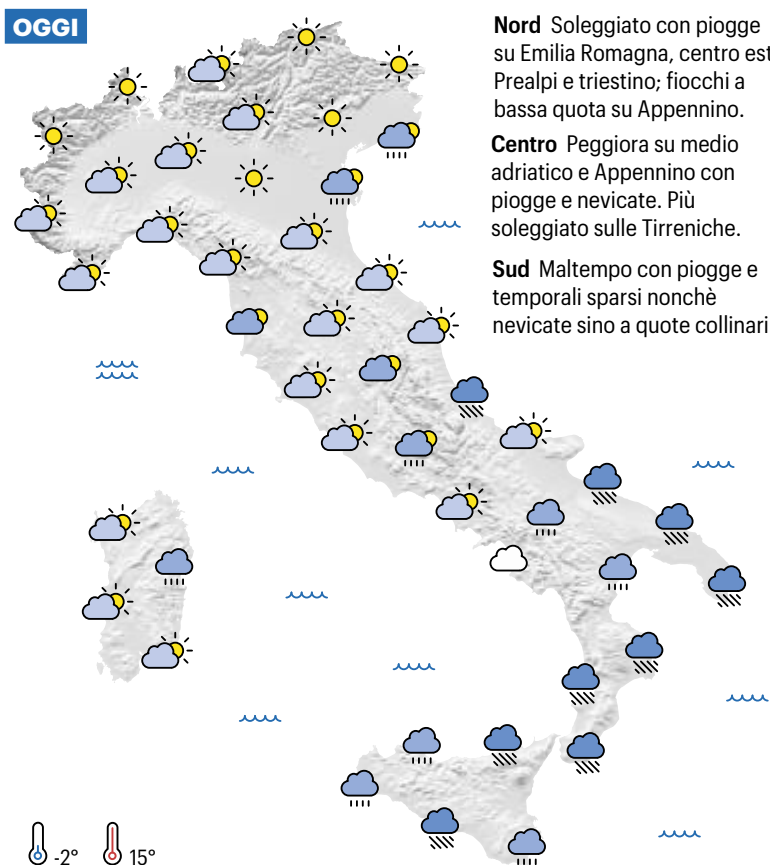 OGGI
Nord Soleggiato con piogge
su Emilia Romagna, centro est
Prealpi e triestino; fiocchi a
bassa quota su Appennino.
Centro Peggiora su medio
adriatico e Appennino con
piogge e nevicate. Più
soleggiato sulle Tirreniche.
Sud Maltempo con piogge e
temporali sparsi nonchè
nevicate sino a quote collinari
-2° 15°